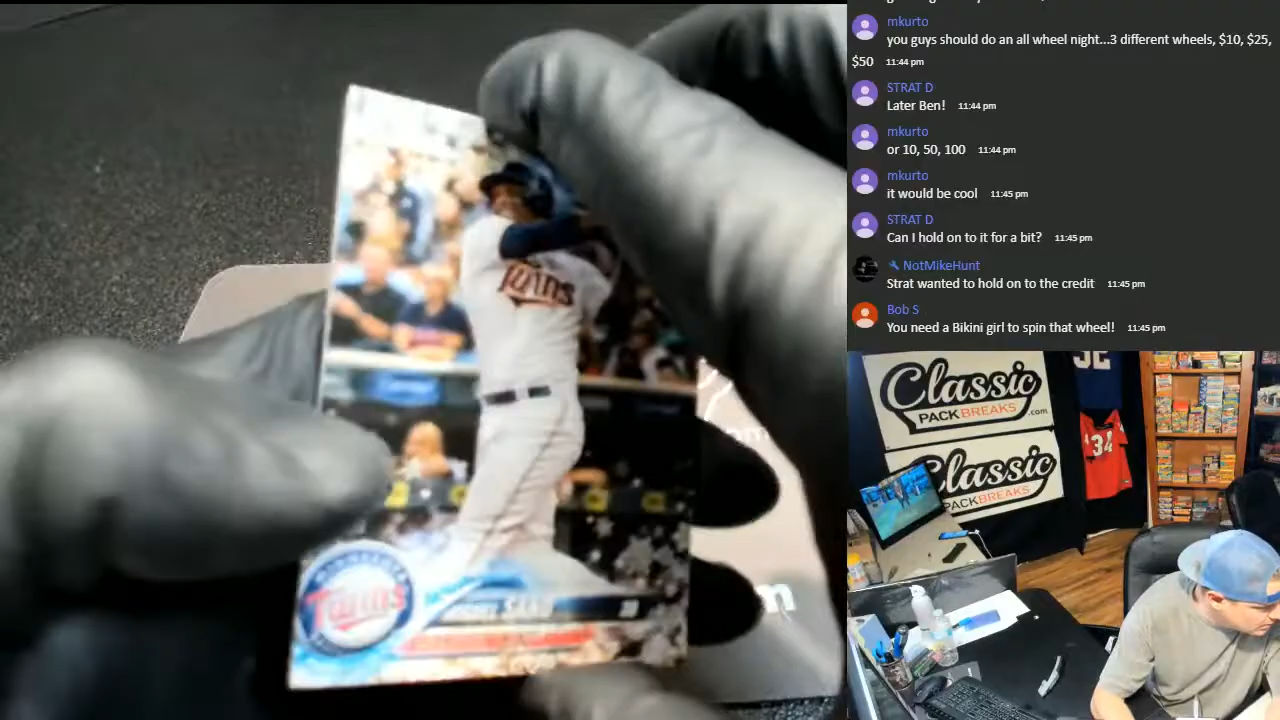 mkurto
you guys should do an all wheel night...3 different wheels, $10, $25,
$50 11:44 pm
STRAT D
Later Ben! 11:44 pm
mkurto
or 10, 50, 100 11:44 pm
mkurto
it would be cool 11:45 pm
STRAT D
Can I hold on to it for a bit? 11:45 pm
NotMikeHunt
Strat wanted to hold on to the credit 11:45 pm
Bob S
You need a Bikini girl to spin that wheel! 11:45 pm
Twins
Twins
SANO
Classic
PACKBREAKS.com
Classic
PACKBREAKS
34